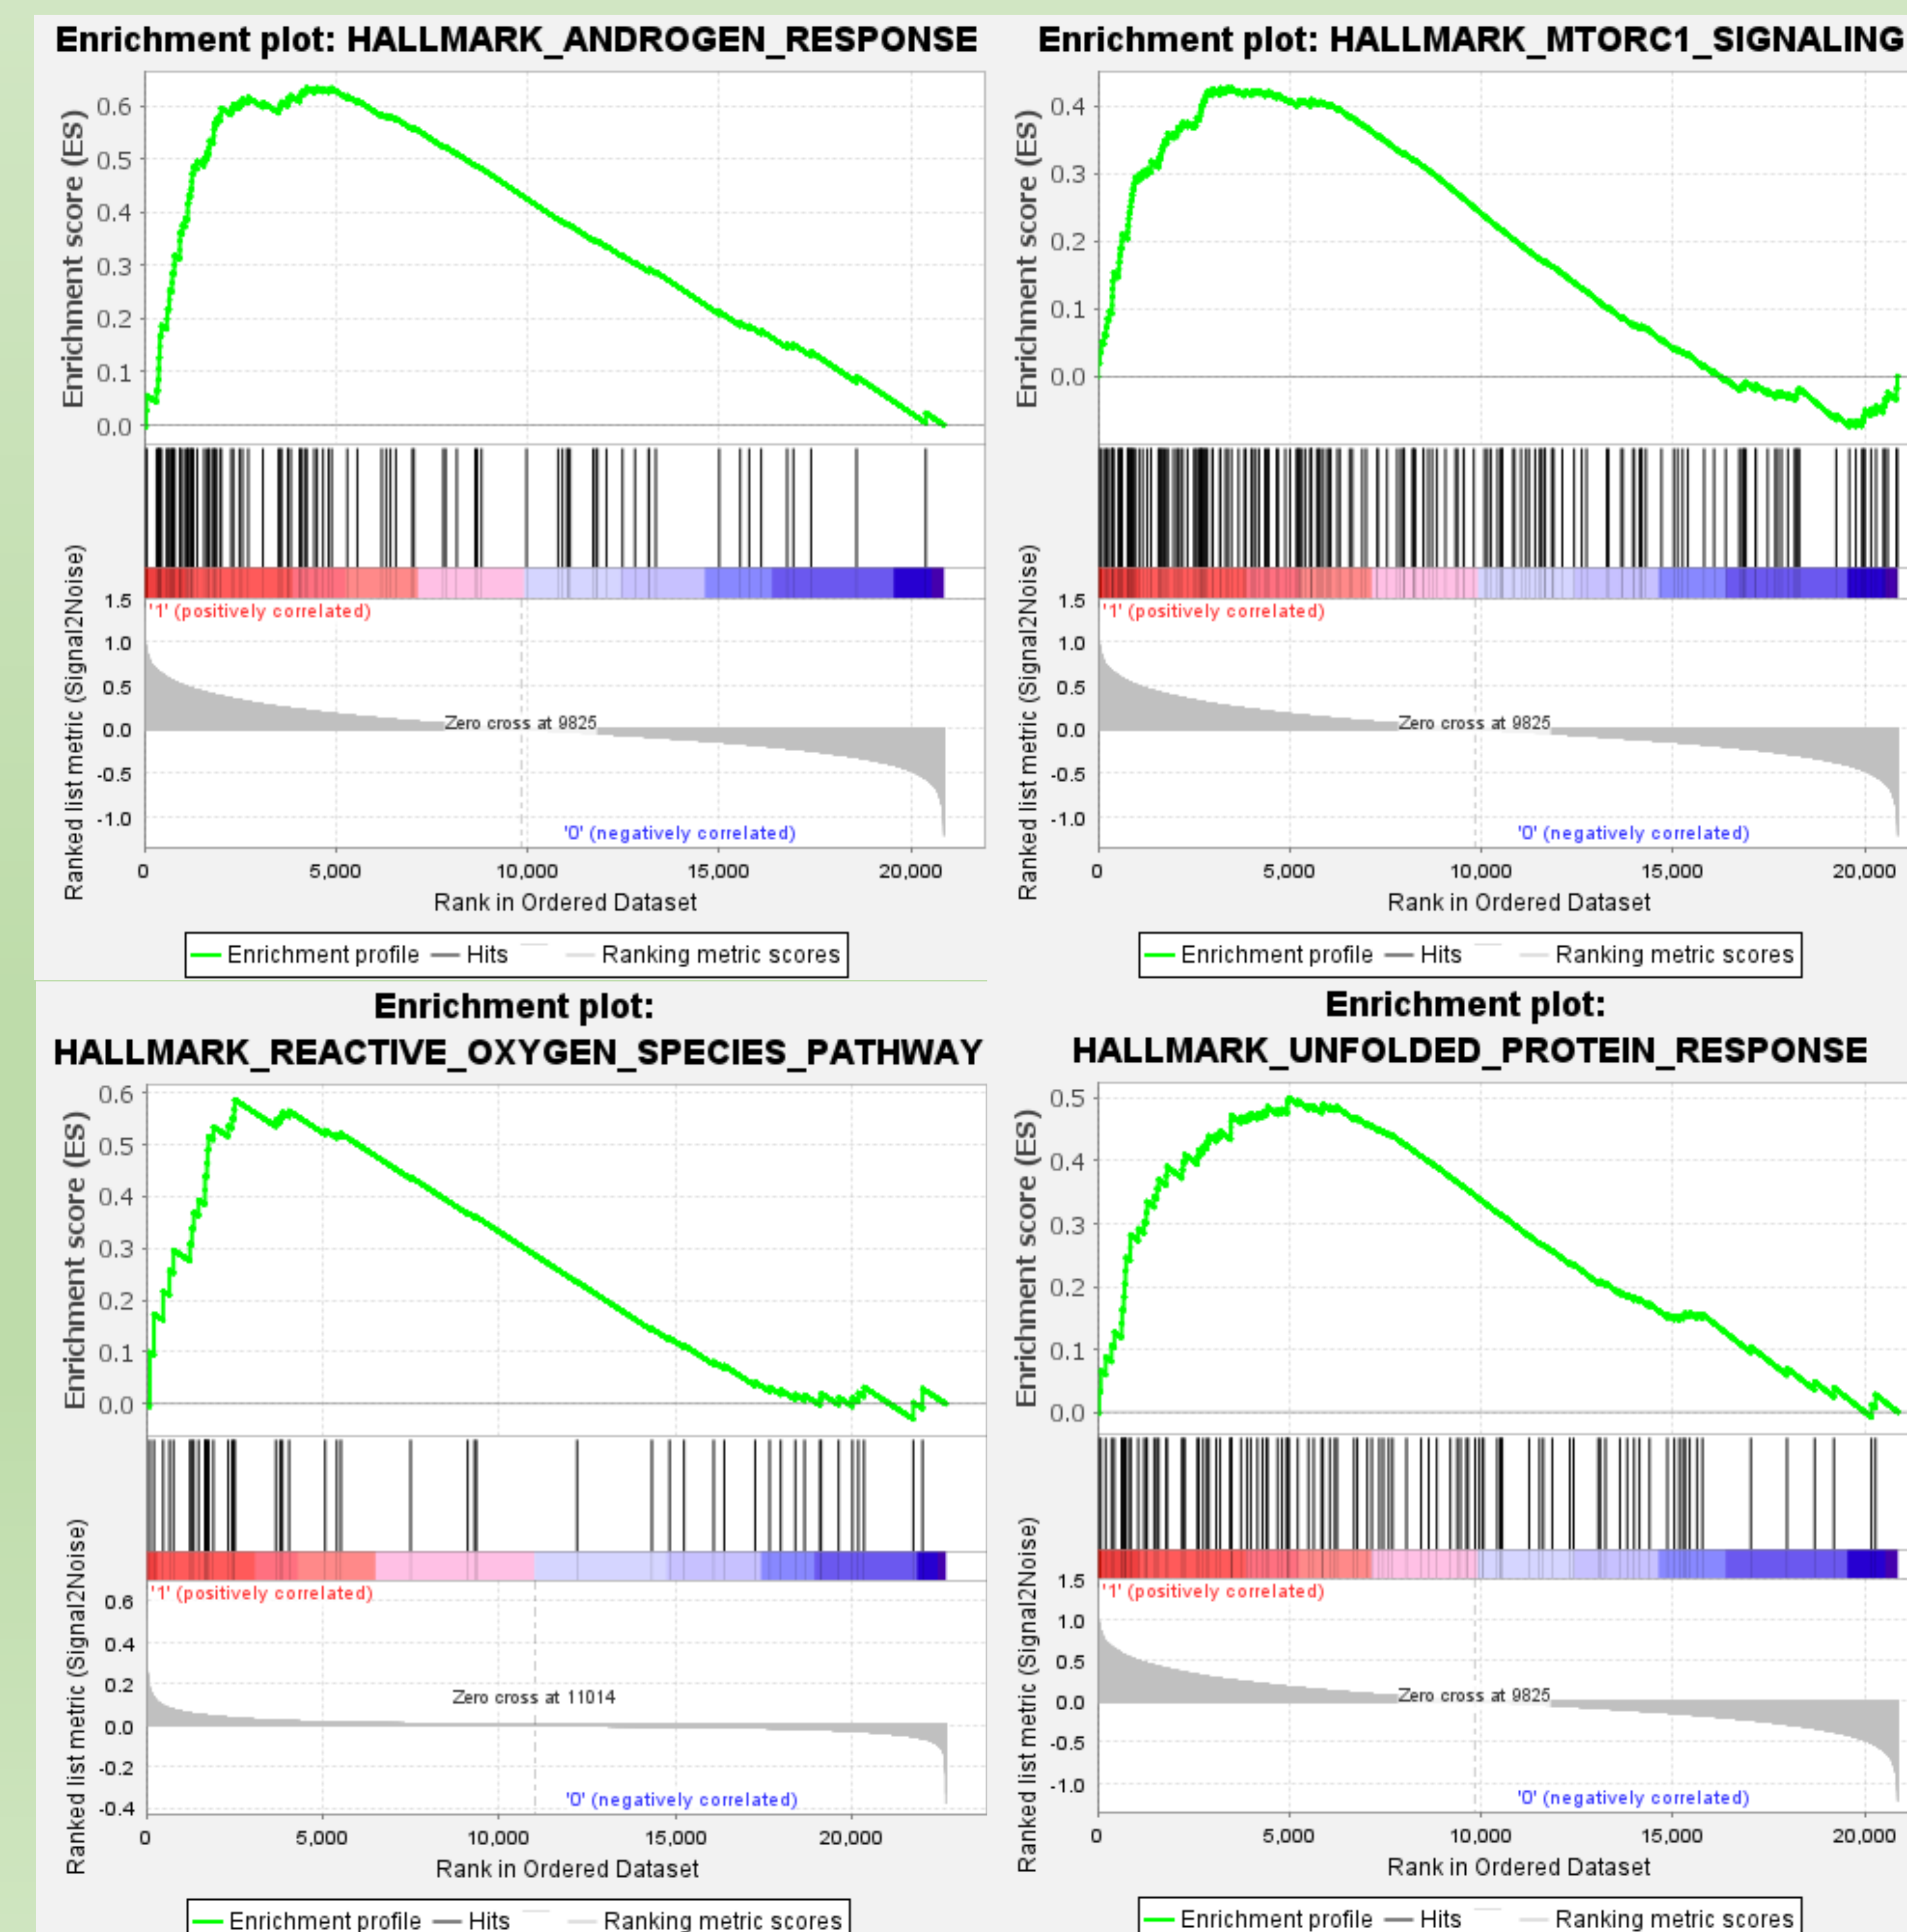 Enrichment plot: HALLMARK_ANDROGEN_RESPONSE
Enrichment score (ES)
0.6
0.5
0.4
0.3
0.2
0.1
0.0
Ranked list metric (Signal2Noise)
1.5
1.0
0.5
0.0
-0.5
-1.0
'1' (positively correlated)
Zero cross at 9825
'0' (negatively correlated)
0 5,000 10,000 15,000 20,000
Rank in Ordered Dataset
Enrichment profile Hits Ranking metric scores
Enrichment plot: HALLMARK_MTORC1_SIGNALING
Enrichment score (ES)
0.4
0.3
0.2
0.1
0.0
Ranked list metric (Signal2Noise)
1.5
1.0
0.5
0.0
-0.5
-1.0
'1' (positively correlated)
Zero cross at 9825
'0' (negatively correlated)
0 5,000 10,000 15,000 20,000
Rank in Ordered Dataset
Enrichment profile Hits Ranking metric scores
Enrichment plot:
HALLMARK_REACTIVE_OXYGEN_SPECIES_PATHWAY
Enrichment score (ES)
0.6
0.5
0.4
0.3
0.2
0.1
0.0
Ranked list metric (Signal2Noise)
0.6
0.4
0.2
0.0
-0.2
-0.4
'1' (positively correlated)
Zero cross at 11014
'0' (negatively correlated)
0 5,000 10,000 15,000 20,000
Rank in Ordered Dataset
Enrichment profile Hits Ranking metric scores
Enrichment plot:
HALLMARK_UNFOLDED_PROTEIN_RESPONSE
Enrichment score (ES)
0.5
0.4
0.3
0.2
0.1
0.0
Ranked list metric (Signal2Noise)
1.5
1.0
0.5
0.0
-0.5
-1.0
'1' (positively correlated)
Zero cross at 9825
'0' (negatively correlated)
0 5,000 10,000 15,000 20,000
Rank in Ordered Dataset
Enrichment profile Hits Ranking metric scores